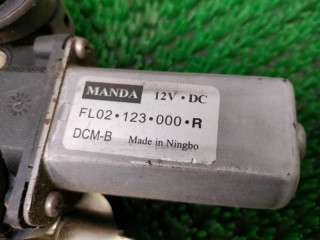 MANDA 12V • DC
FL02 • 123 • 000 • R
DCM-B Made in Ningbo